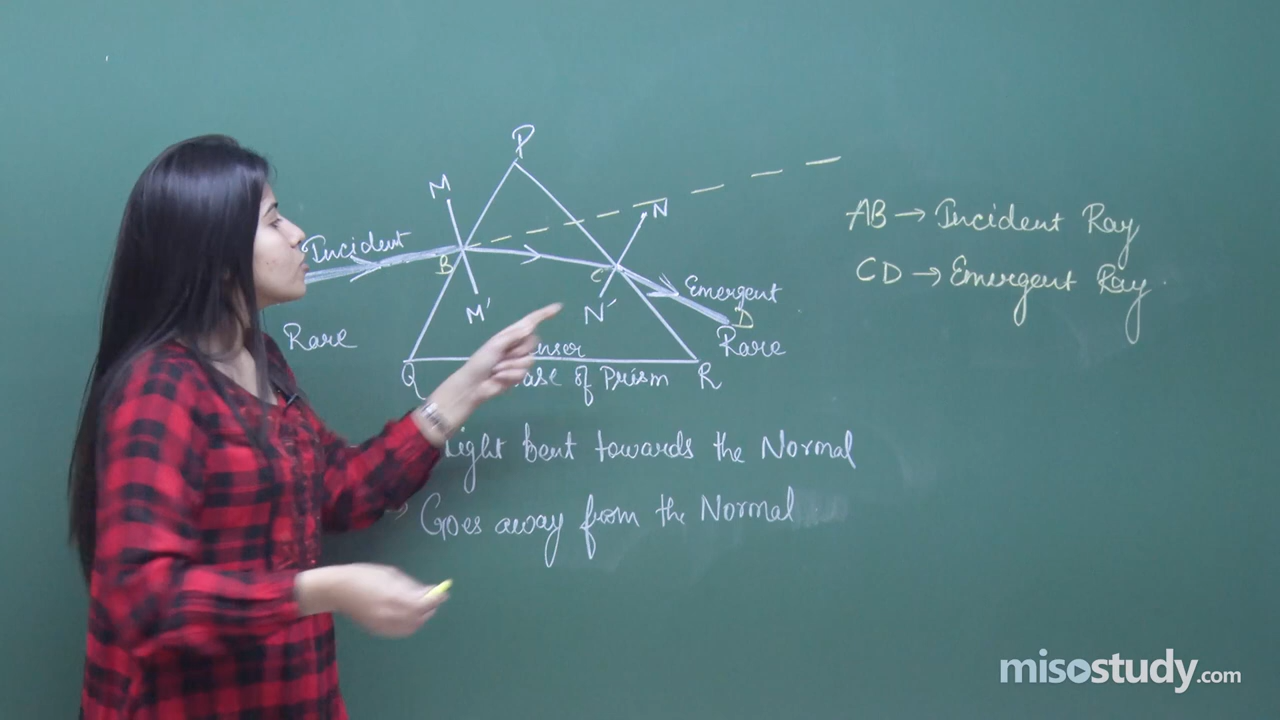 P
M
N
Incident
B
C
Emergent
M'
N'
D
Rare
Rare
Q
of Prism
R
Light bent towards the Normal
Goes away from the Normal
AB → Incident Ray
CD → Emergent Ray
misostudy.com